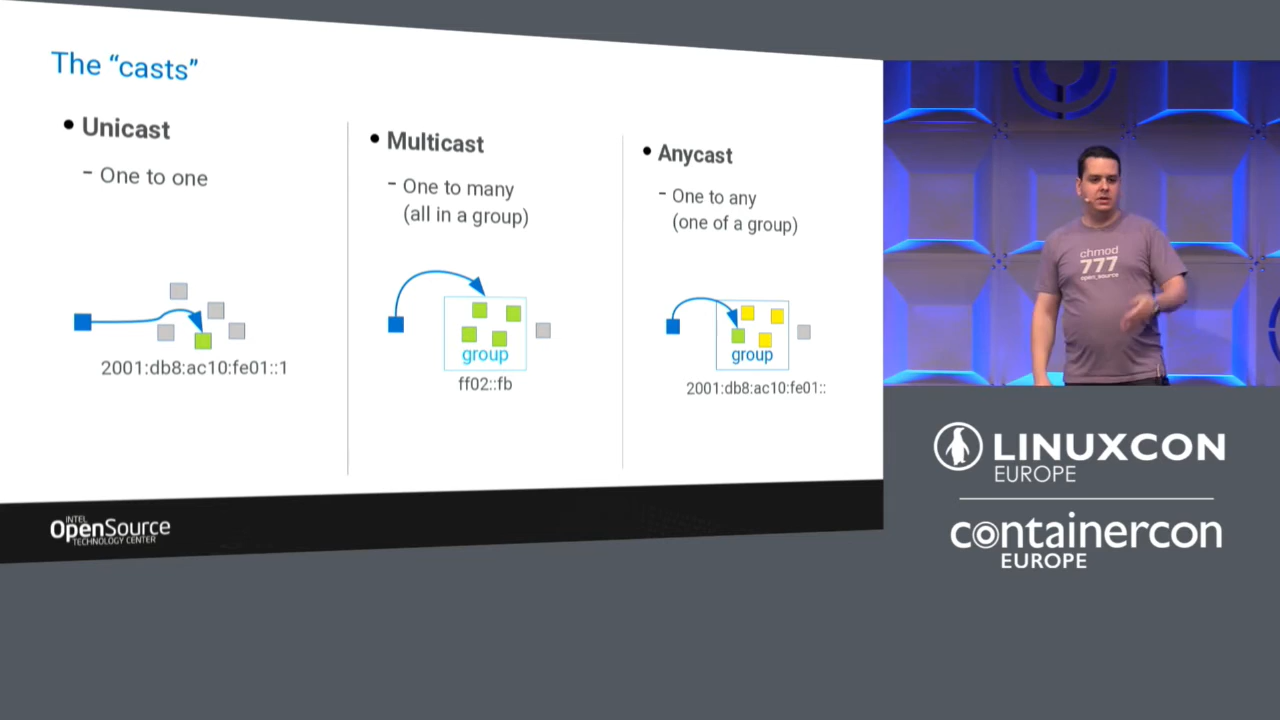 The “casts”
• Unicast
- One to one
2001:db8:ac10:fe01::1
• Multicast
- One to many
(all in a group)
group
ff02::fb
• Anycast
- One to any
(one of a group)
group
2001:db8:ac10:fe01::
INTEL
OpenSource
TECHNOLOGY CENTER
chmod
777
open_source
LINUXCON
EUROPE
containercon
EUROPE